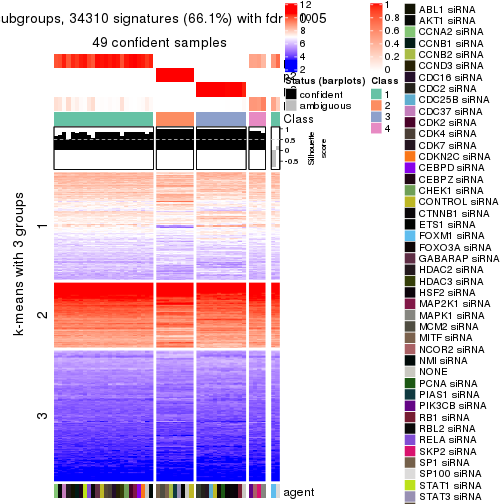 ubgroups, 34310 signatures (66.1%) with fdr < 0.05
49 confident samples
12
10
8
6
4
2
1
0.8
0.6
0.4
0.2
0
Status (barplots)
confident
ambiguous
Class
1
2
3
4
Class
1
0.5
0
-0.5
Silhouette
score
k-means with 3 groups
1
2
3
agent
ABL1 siRNA
AKT1 siRNA
CCNA2 siRNA
CCNB1 siRNA
CCNB2 siRNA
CCND3 siRNA
CDC16 siRNA
CDC2 siRNA
CDC25B siRNA
CDC37 siRNA
CDK2 siRNA
CDK4 siRNA
CDK7 siRNA
CDKN2C siRNA
CEBPD siRNA
CEBPZ siRNA
CHEK1 siRNA
CONTROL siRNA
CTNNB1 siRNA
ETS1 siRNA
FOXM1 siRNA
FOXO3A siRNA
GABARAP siRNA
HDAC2 siRNA
HDAC3 siRNA
HSF2 siRNA
MAP2K1 siRNA
MAPK1 siRNA
MCM2 siRNA
MITF siRNA
NCOR2 siRNA
NMI siRNA
NONE
PCNA siRNA
PIAS1 siRNA
PIK3CB siRNA
RB1 siRNA
RBL2 siRNA
RELA siRNA
SKP2 siRNA
SP1 siRNA
SP100 siRNA
STAT1 siRNA
STAT3 siRNA